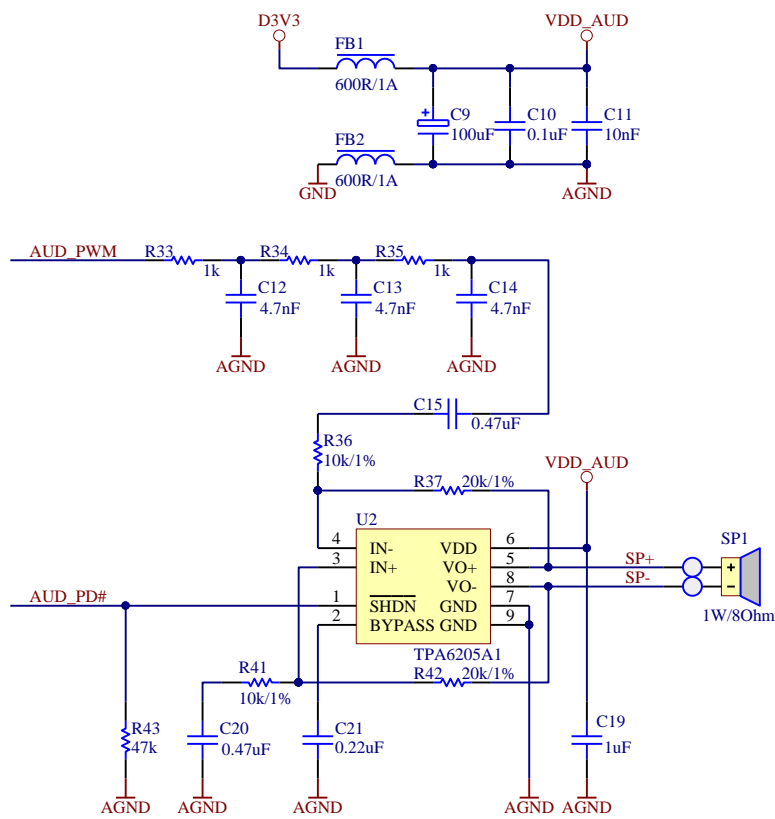 D3V3
VDD_AUD
FB1
600R/1A
C9
100uF
C10
0.1uF
C11
10nF
FB2
600R/1A
GND
AGND
AUD_PWM
R33
1k
R34
1k
R35
1k
C12
4.7nF
C13
4.7nF
C14
4.7nF
AGND
AGND
AGND
C15
0.47uF
R36
10k/1%
R37
20k/1%
VDD_AUD
U2
4
IN-
3
IN+
1
SHDN
2
BYPASS
VDD
6
VO+
5
VO-
8
GND
7
GND
9
TPA6205A1
SP+
SP-
SP1
+
-
1W/8Ohm
AUD_PD#
R41
10k/1%
R42
20k/1%
R43
47k
C20
0.47uF
C21
0.22uF
C19
1uF
+
AGND
AGND
AGND
AGND
AGND